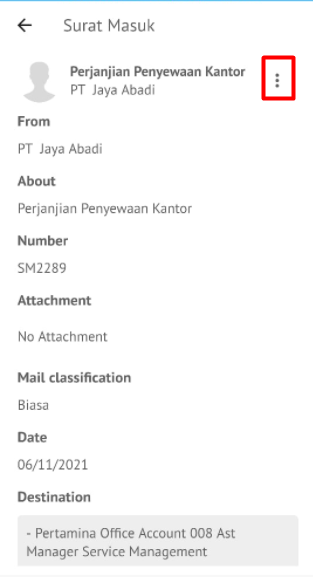 Surat Masuk
Perjanjian Penyewaan Kantor
PT Jaya Abadi
From
PT Jaya Abadi
About
Perjanjian Penyewaan Kantor
Number
SM2289
Attachment
No Attachment
Mail classification
Biasa
Date
06/11/2021
Destination
- Pertamina Office Account 008 Ast
Manager Service Management